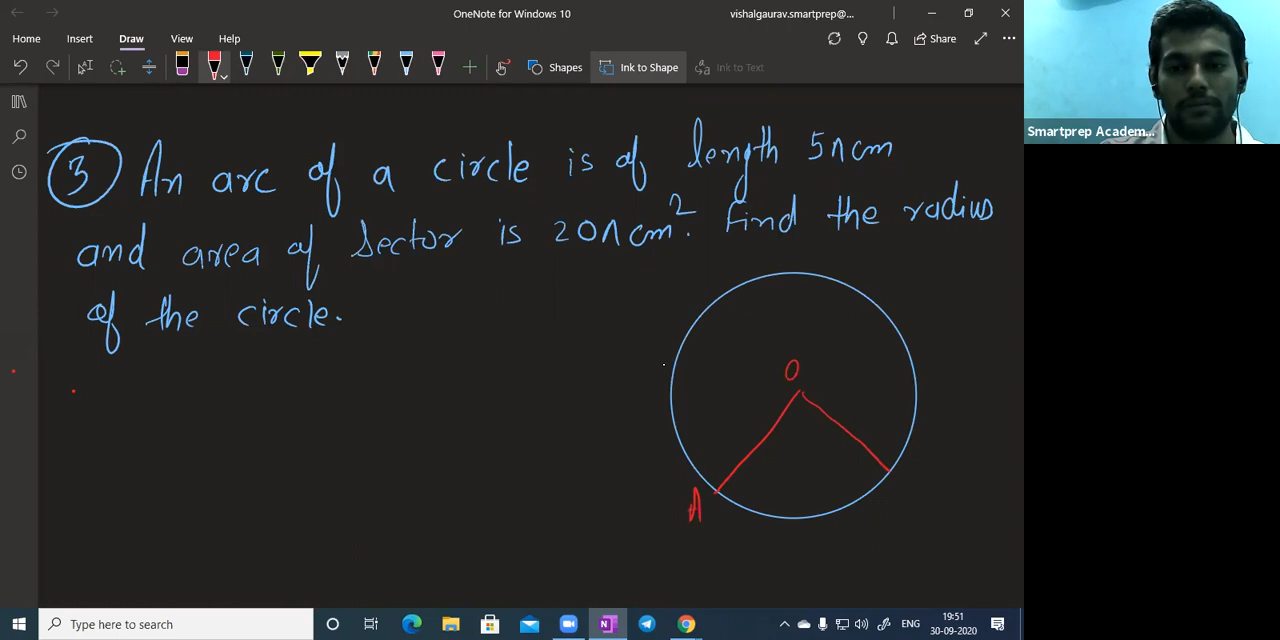 OneNote for Windows 10
vishalgaurav.smartprep@...
Home Insert Draw View Help
Share
Shapes
Ink to Shape
Ink to Text
Smartprep Academ...
3 An arc of a circle is of length 5π cm
and area of sector is 20π cm². Find the radius
of the circle.
O
A
Type here to search
ENG
19:51
30-09-2020